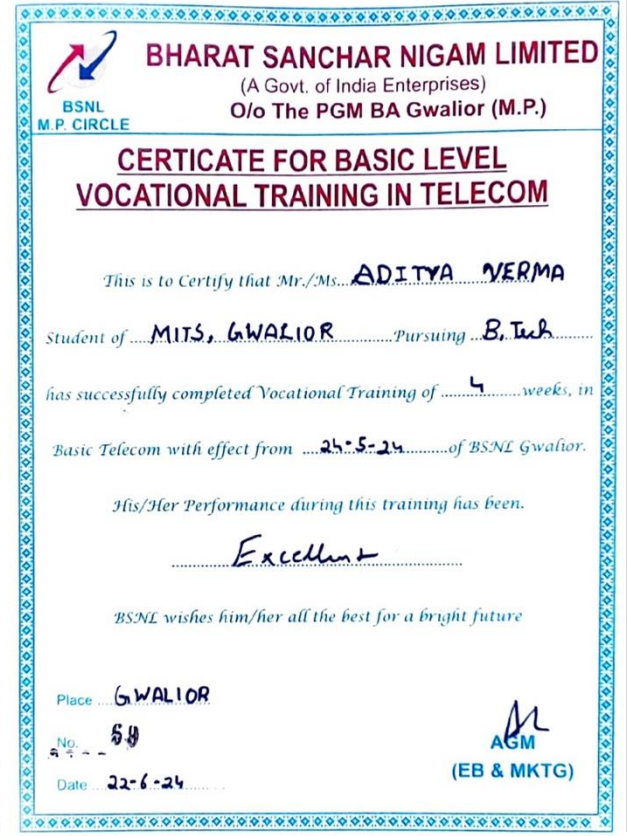 BHARAT SANCHAR NIGAM LIMITED
(A Govt. of India Enterprises)
O/o The PGM BA Gwalior (M.P.)
BSNL
M.P. CIRCLE
CERTICATE FOR BASIC LEVEL
VOCATIONAL TRAINING IN TELECOM
This is to Certify that Mr./Ms... ADITYA VERMA
Student of .... MITS, GWALIOR ............ Pursuing ... B.Tech ........
has successfully completed Vocational Training of ....... 4 ........ weeks, in
Basic Telecom with effect from .... 24-5-24 .......... of BSNL Gwalior.
His/Her Performance during this training has been.
Excellent
BSNL wishes him/her all the best for a bright future
Place .... GWALIOR
No. 59
Date ... 22-6-24 ..........
AGM
(EB & MKTG)